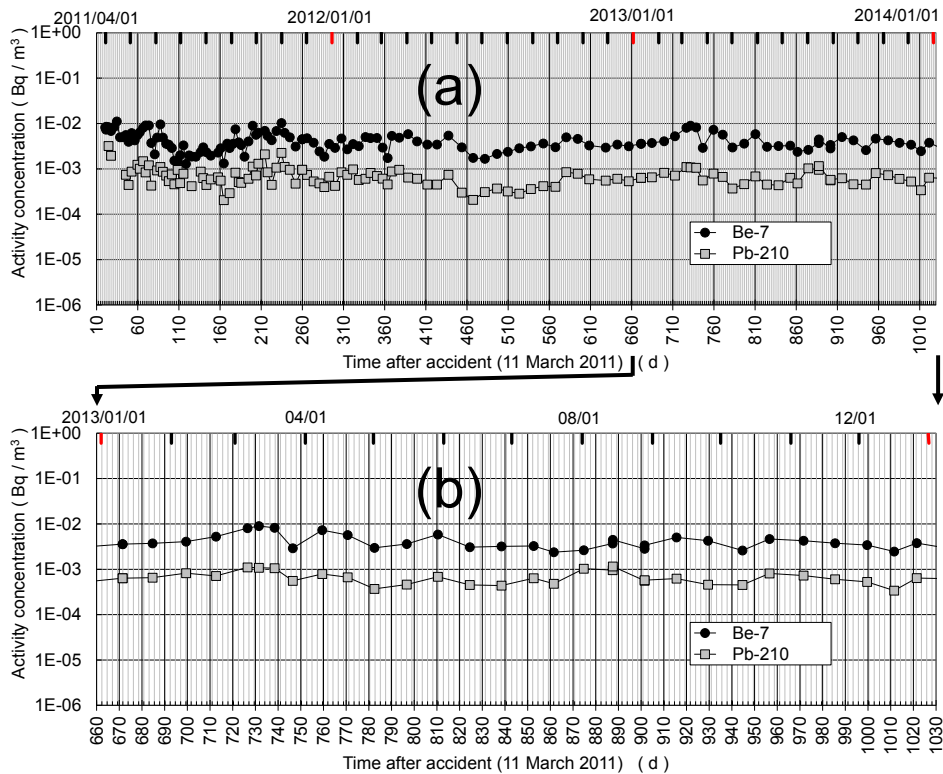 2011/04/01 2012/01/01 2013/01/01 2014/01/01
(a)
Activity concentration ( Bq / m³ )
1E+00
1E-01
1E-02
1E-03
1E-04
1E-05
1E-06
Be-7
Pb-210
10 60 110 160 210 260 310 360 410 460 510 560 610 660 710 760 810 860 910 960 1010
Time after accident (11 March 2011) ( d )
2013/01/01 04/01 08/01 12/01
(b)
Activity concentration ( Bq / m³ )
1E+00
1E-01
1E-02
1E-03
1E-04
1E-05
1E-06
Be-7
Pb-210
660 670 680 690 700 710 720 730 740 750 760 770 780 790 800 810 820 830 840 850 860 870 880 890 900 910 920 930 940 950 960 970 980 990 1000 1010 1020 1030
Time after accident (11 March 2011) ( d )